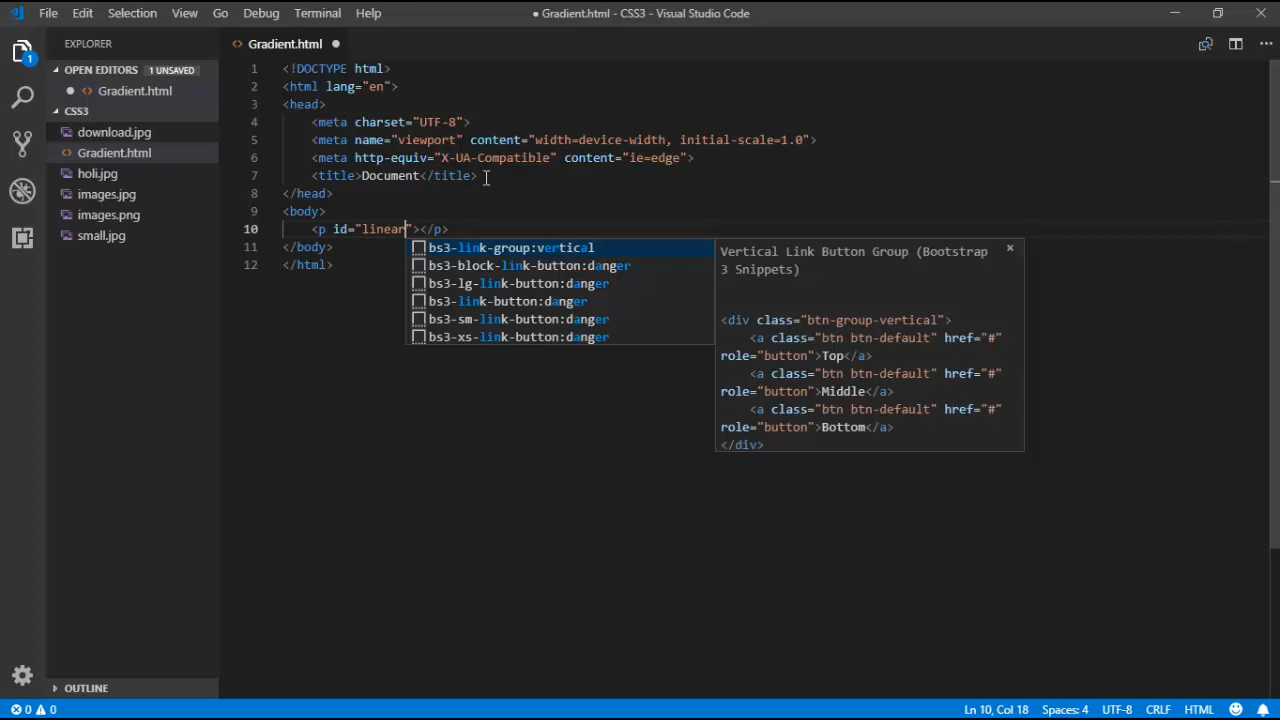 File Edit Selection View Go Debug Terminal Help
● Gradient.html - CSS3 - Visual Studio Code
1
EXPLORER
OPEN EDITORS 1 UNSAVED
● <> Gradient.html
CSS3
download.jpg
<> Gradient.html
holi.jpg
images.jpg
images.png
small.jpg
OUTLINE
<> Gradient.html ●
1 <!DOCTYPE html>
2 <html lang="en">
3 <head>
4 <meta charset="UTF-8">
5 <meta name="viewport" content="width=device-width, initial-scale=1.0">
6 <meta http-equiv="X-UA-Compatible" content="ie=edge">
7 <title>Document</title>
8 </head>
9 <body>
10 <p id="linear"></p>
11 </body>
12 </html>
bs3-link-group:vertical
bs3-block-link-button:danger
bs3-lg-link-button:danger
bs3-link-button:danger
bs3-sm-link-button:danger
bs3-xs-link-button:danger
Vertical Link Button Group (Bootstrap
3 Snippets)
<div class="btn-group-vertical">
<a class="btn btn-default" href="#"
role="button">Top</a>
<a class="btn btn-default" href="#"
role="button">Middle</a>
<a class="btn btn-default" href="#"
role="button">Bottom</a>
</div>
0 0
Ln 10, Col 18 Spaces: 4 UTF-8 CRLF HTML